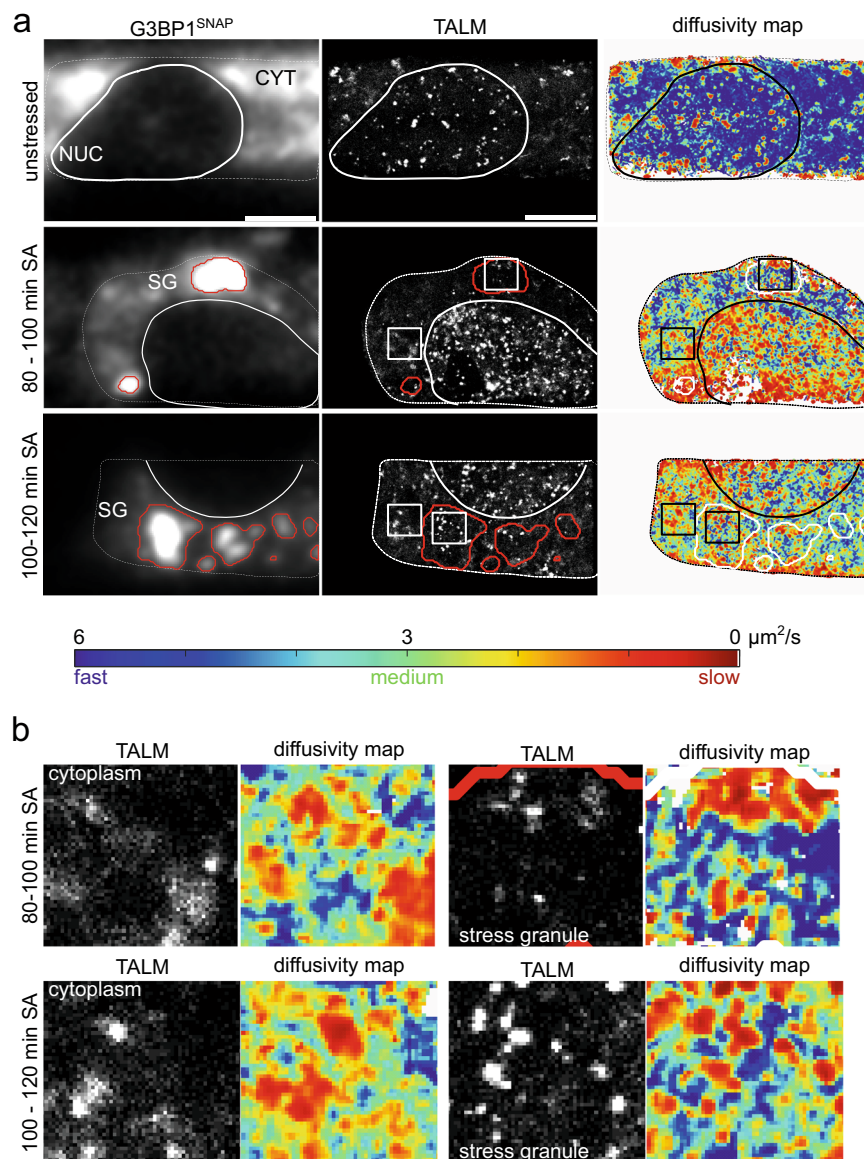 a
G3BP1SNAP TALM diffusivity map
unstressed
CYT
NUC
80 - 100 min SA
SG
100-120 min SA
SG
6 3 0 µm2/s
fast medium slow
b
TALM diffusivity map TALM diffusivity map
80-100 min SA
cytoplasm
stress granule
TALM diffusivity map TALM diffusivity map
100 - 120 min SA
cytoplasm
stress granule